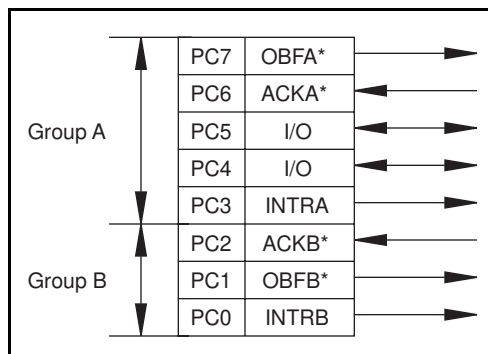 PC7 OBFA*
PC6 ACKA*
Group A PC5 I/O
PC4 I/O
PC3 INTRA
PC2 ACKB*
Group B PC1 OBFB*
PC0 INTRB